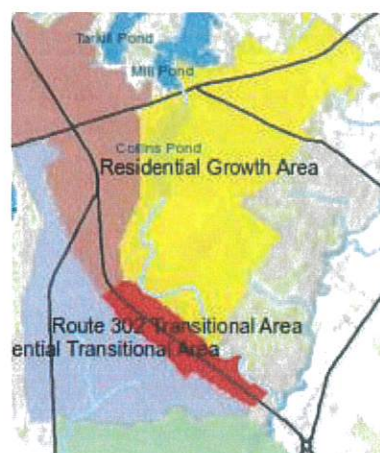 Tarkill Pond
Mill Pond
Collins Pond
Residential Growth Area
Route 302 Transitional Area
ential Transitional Area